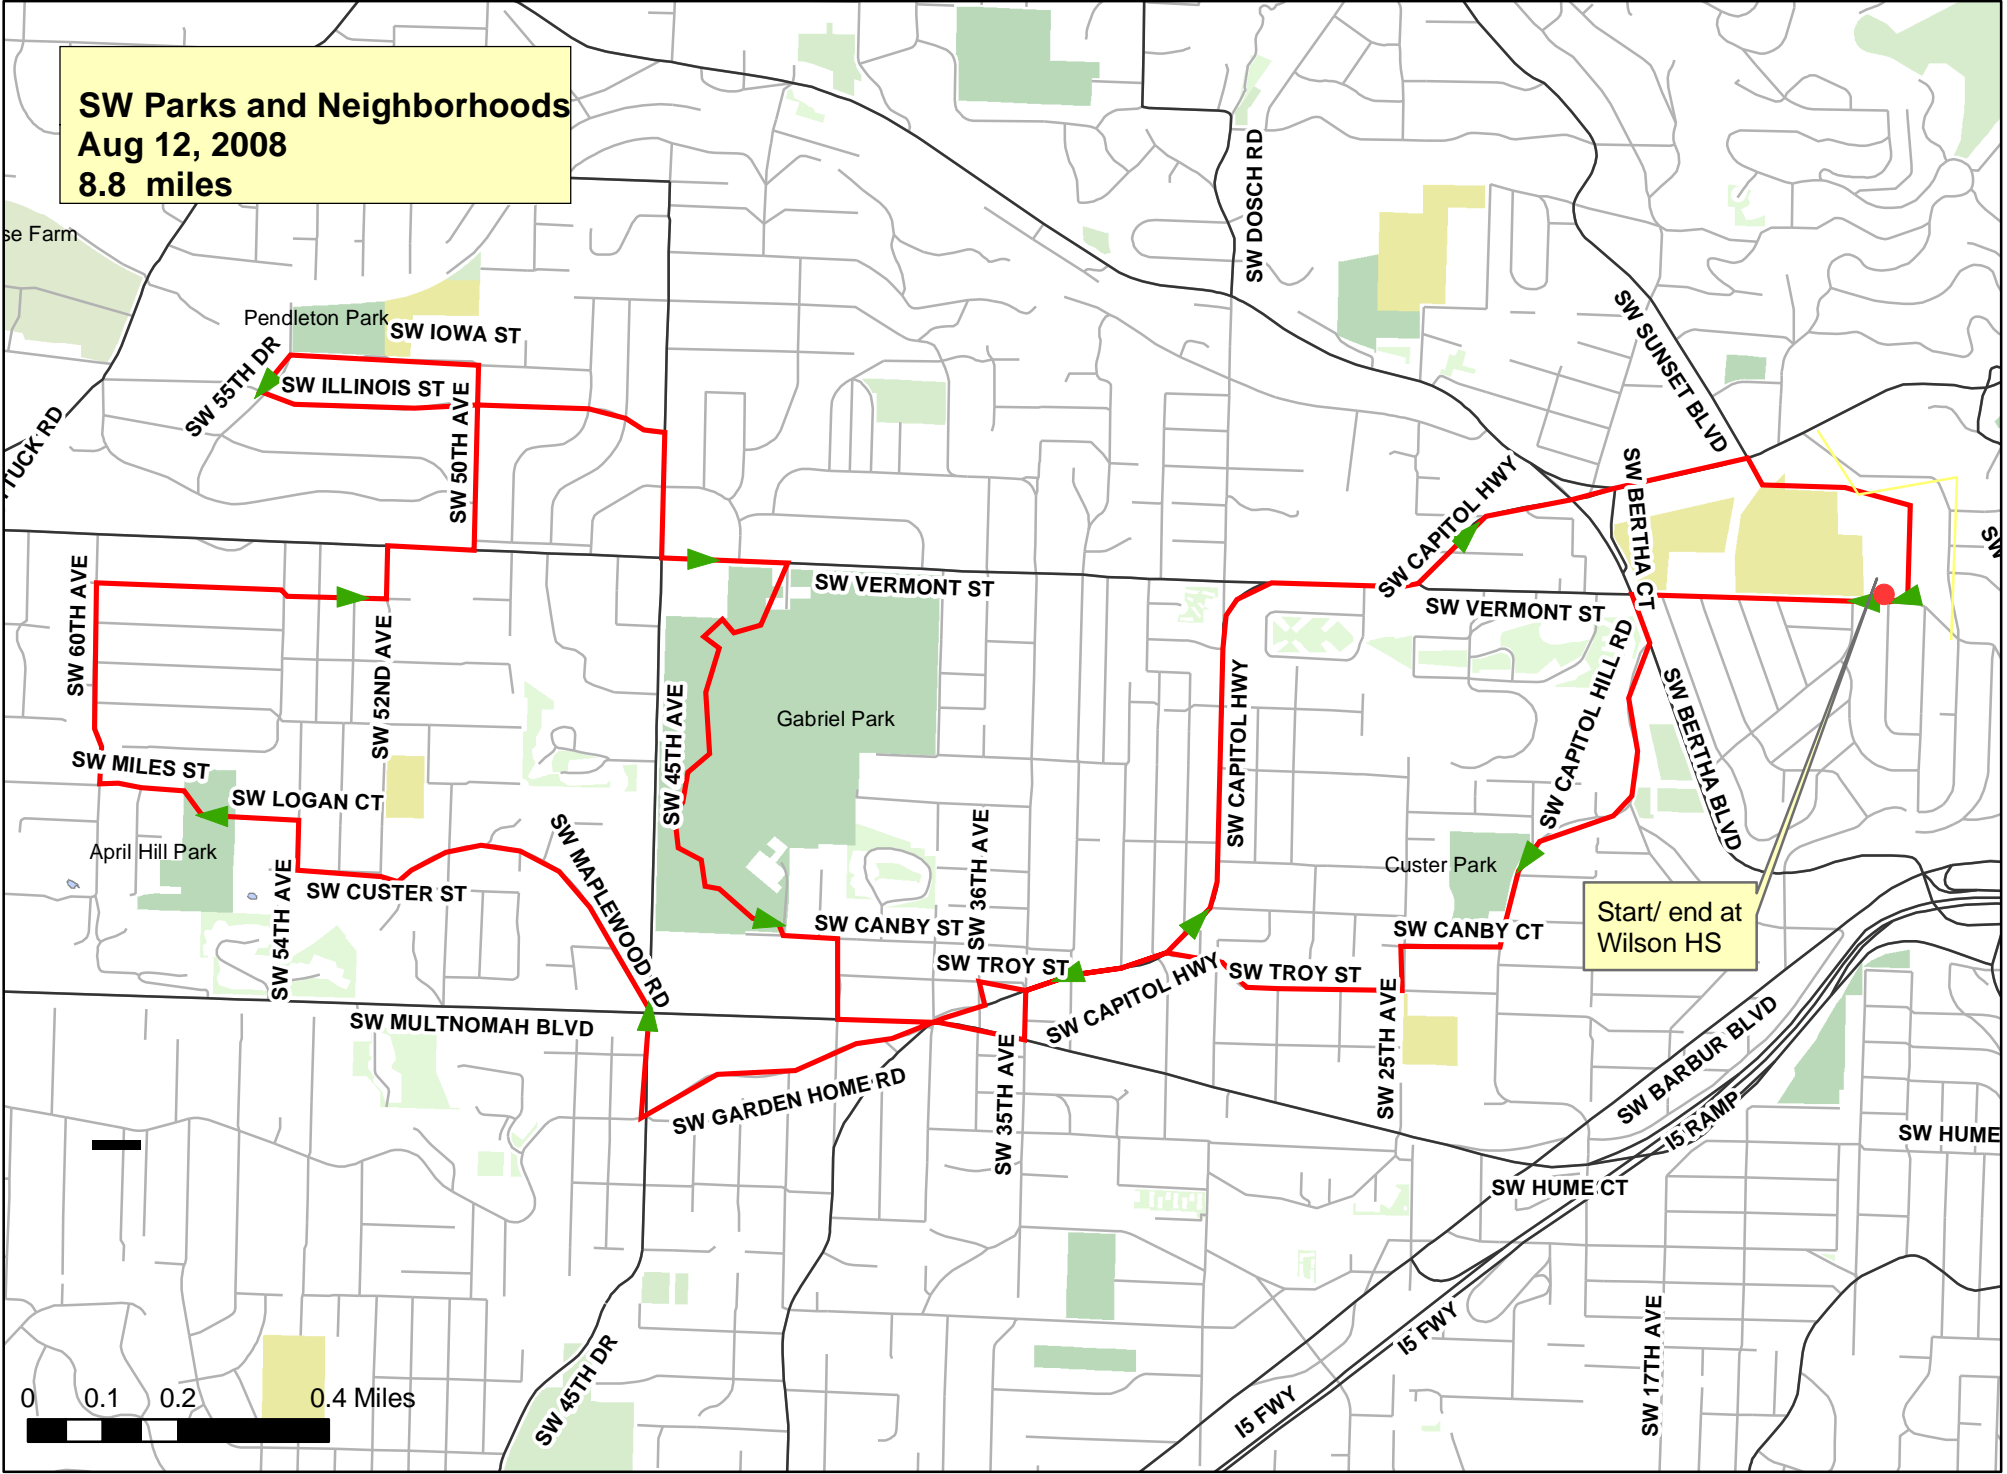 SW Parks and Neighborhoods
Aug 12, 2008
8.8 miles
SW DOSCH RD
se Farm
Pendleton Park
SW IOWA ST
SW 55TH DR
SW ILLINOIS ST
SW 50TH AVE
TUCK RD
SW SUNSET BLVD
SW BERTHA CT
SW CAPITOL HWY
SW
SW 60TH AVE
SW VERMONT ST
SW VERMONT ST
SW 52ND AVE
SW CAPITOL HILL RD
SW BERTHA BLVD
SW 45TH AVE
Gabriel Park
SW CAPITOL HWY
SW MILES ST
SW LOGAN CT
April Hill Park
SW MAPLEWOOD RD
SW 36TH AVE
Custer Park
SW 54TH AVE
SW CUSTER ST
SW CANBY ST
SW CANBY CT
Start/ end at
Wilson HS
SW TROY ST
SW CAPITOL HWY
SW TROY ST
SW 25TH AVE
SW MULTNOMAH BLVD
SW GARDEN HOME RD
SW 35TH AVE
SW BARBUR BLVD
I5 RAMP
SW HUME
SW HUME CT
I5 FWY
I5 FWY
SW 17TH AVE
SW 45TH DR
0 0.1 0.2 0.4 Miles